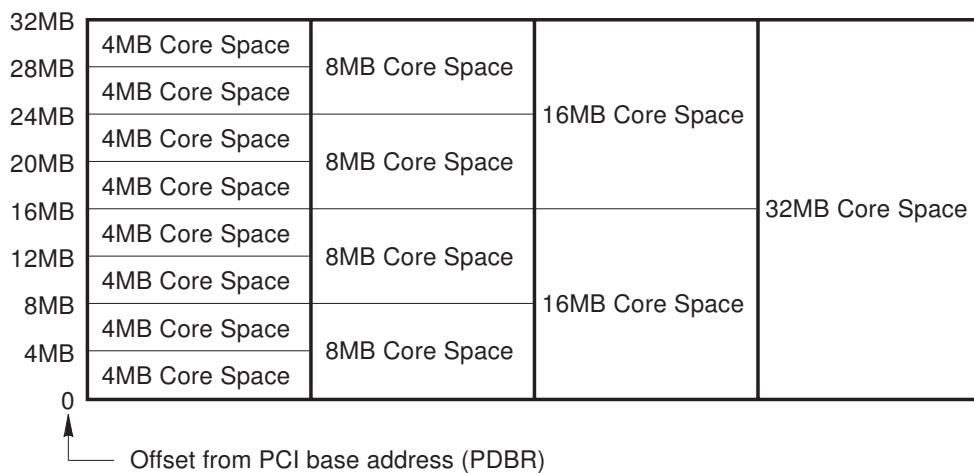 32MB
28MB
24MB
20MB
16MB
12MB
8MB
4MB
0
4MB Core Space
4MB Core Space
4MB Core Space
4MB Core Space
4MB Core Space
4MB Core Space
4MB Core Space
4MB Core Space
8MB Core Space
8MB Core Space
8MB Core Space
8MB Core Space
16MB Core Space
16MB Core Space
32MB Core Space
Offset from PCI base address (PDBR)